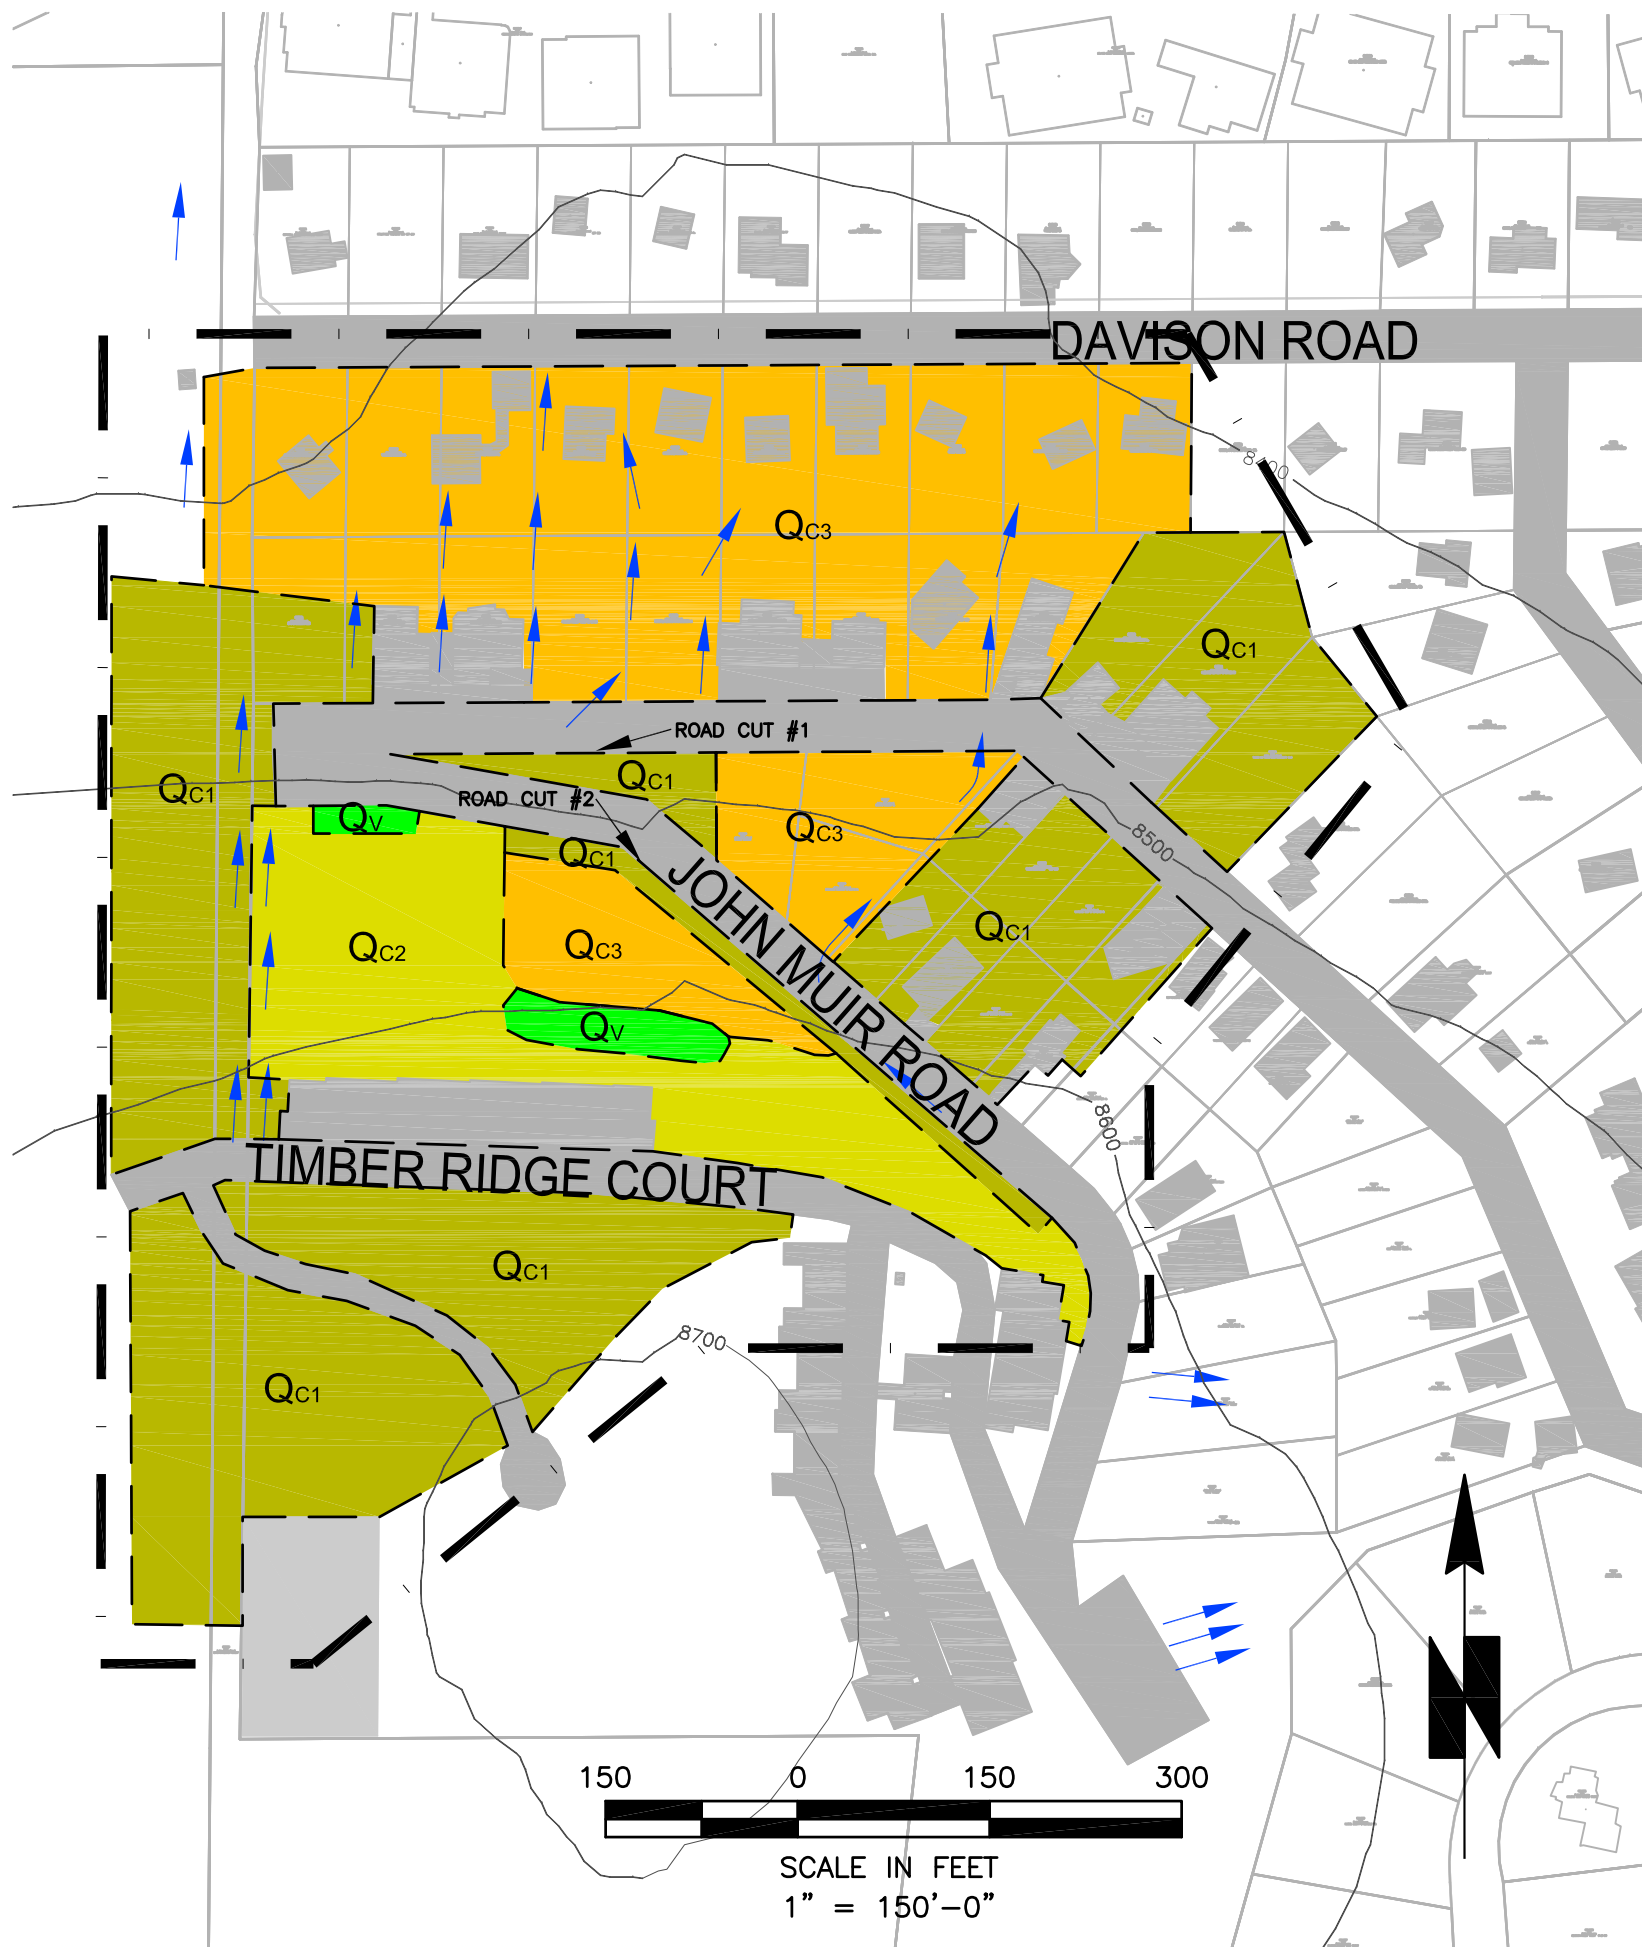 DAVISON ROAD
8400
QC3
QC1
ROAD CUT #1
QC1
QC1
ROAD CUT #2
QV
QC3
8500
QC1
JOHN MUIR ROAD
QC1
QC2
QC3
QV
8600
TIMBER RIDGE COURT
QC1
8700
QC1
N
150 0 150 300
SCALE IN FEET
1” = 150’-0”